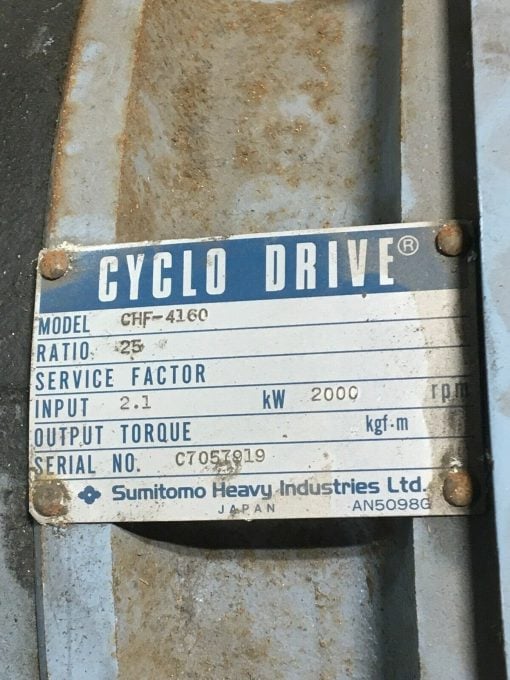 CYCLO DRIVE®
MODEL CHF-4160
RATIO 25
SERVICE FACTOR
INPUT 2.1 kW 2000 rpm
OUTPUT TORQUE kgf·m
SERIAL NO. C7057919
Sumitomo Heavy Industries Ltd.
JAPAN AN5098G